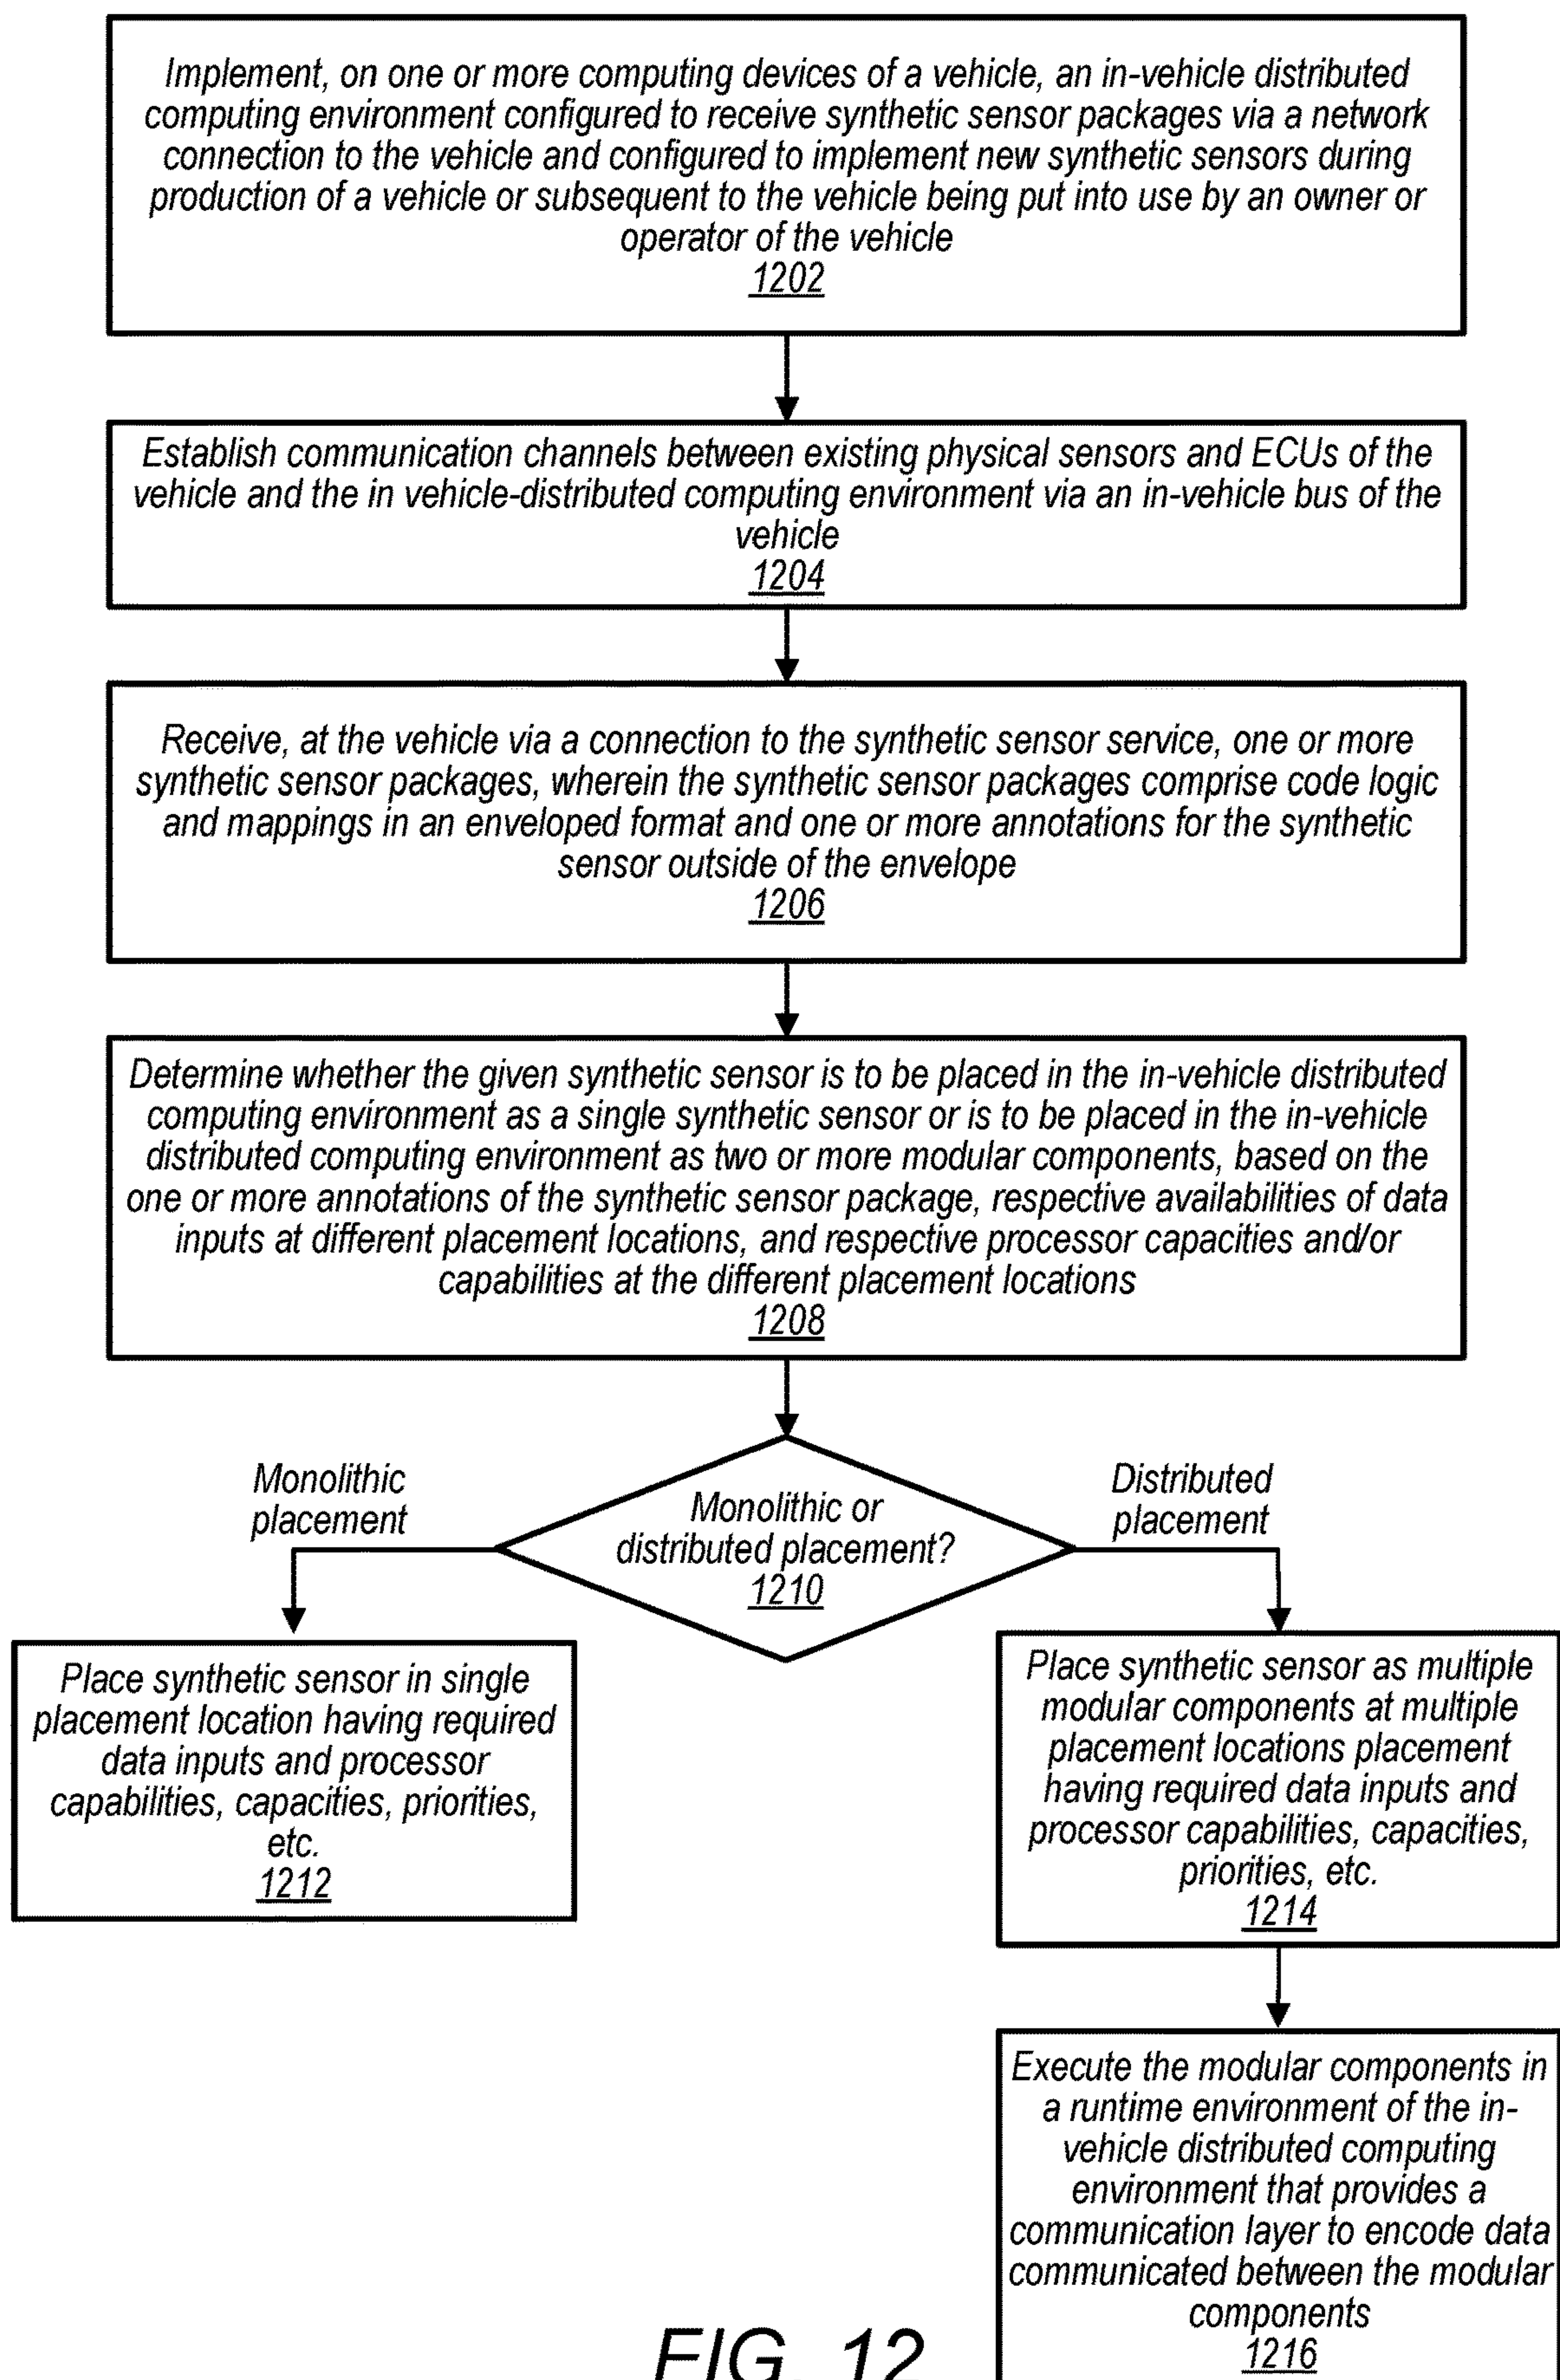 Implement, on one or more computing devices of a vehicle, an in-vehicle distributed
computing environment configured to receive synthetic sensor packages via a network
connection to the vehicle and configured to implement new synthetic sensors during
production of a vehicle or subsequent to the vehicle being put into use by an owner or
operator of the vehicle
1202
Establish communication channels between existing physical sensors and ECUs of the
vehicle and the in vehicle-distributed computing environment via an in-vehicle bus of the
vehicle
1204
Receive, at the vehicle via a connection to the synthetic sensor service, one or more
synthetic sensor packages, wherein the synthetic sensor packages comprise code logic
and mappings in an enveloped format and one or more annotations for the synthetic
sensor outside of the envelope
1206
Determine whether the given synthetic sensor is to be placed in the in-vehicle distributed
computing environment as a single synthetic sensor or is to be placed in the in-vehicle
distributed computing environment as two or more modular components, based on the
one or more annotations of the synthetic sensor package, respective availabilities of data
inputs at different placement locations, and respective processor capacities and/or
capabilities at the different placement locations
1208
Monolithic or
distributed placement?
1210
Monolithic
placement
Distributed
placement
Place synthetic sensor in single
placement location having required
data inputs and processor
capabilities, capacities, priorities,
etc.
1212
Place synthetic sensor as multiple
modular components at multiple
placement locations placement
having required data inputs and
processor capabilities, capacities,
priorities, etc.
1214
Execute the modular components in
a runtime environment of the in-
vehicle distributed computing
environment that provides a
communication layer to encode data
communicated between the modular
components
1216
FIG. 12